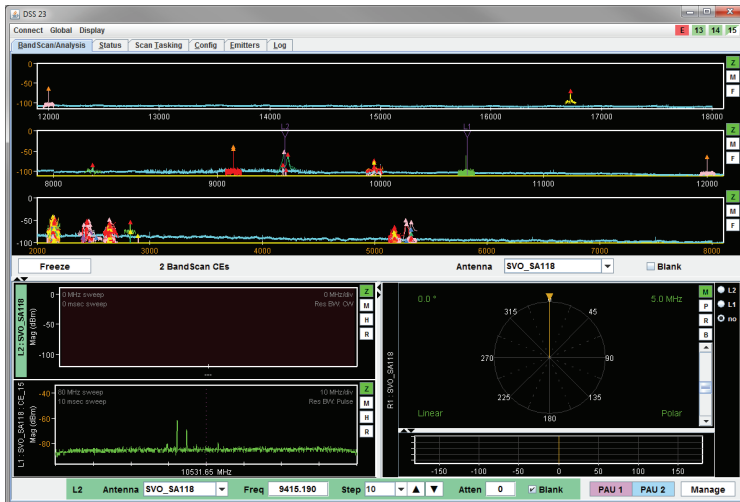 DSS 23
Connect Global Display E 13 14 15
BandScan/Analysis Status Scan Tasking Config Emitters Log
0 Z
-50 M
-100 F
12000 13000 14000 15000 16000 17000 18000
L2 L1
0 Z
-50 M
-100 F
8000 9000 10000 11000 12000
0 Z
-50 M
-100 F
2000 3000 4000 5000 6000 7000 8000
Freeze 2 BandScan CEs Antenna SVO_SA118 Blank
L2 : SVO_SA118
Mag (dBm)
0
-50
-100
0 MHz sweep 0 MHz/div
0 msec sweep Res BW: CW
---
Z
M
H
R
L1 : SVO_SA118 : CE_15
Mag (dBm)
-40
-60
-80
60 MHz sweep 10 MHz/div
10 msec sweep Res BW: Pulse
10531.65 MHz
Z
M
H
R
R1 : SVO_SA118
0.0 ° 5.0 MHz
0
315 45
270 90
225 135
180
Linear Polar
M
P
R
B
L2
L1
no
-150 -100 -50 0 50 100 150
L2 Antenna SVO_SA118 Freq 9415.190 Step 10 Atten 0 Blank PAU 1 PAU 2 Manage